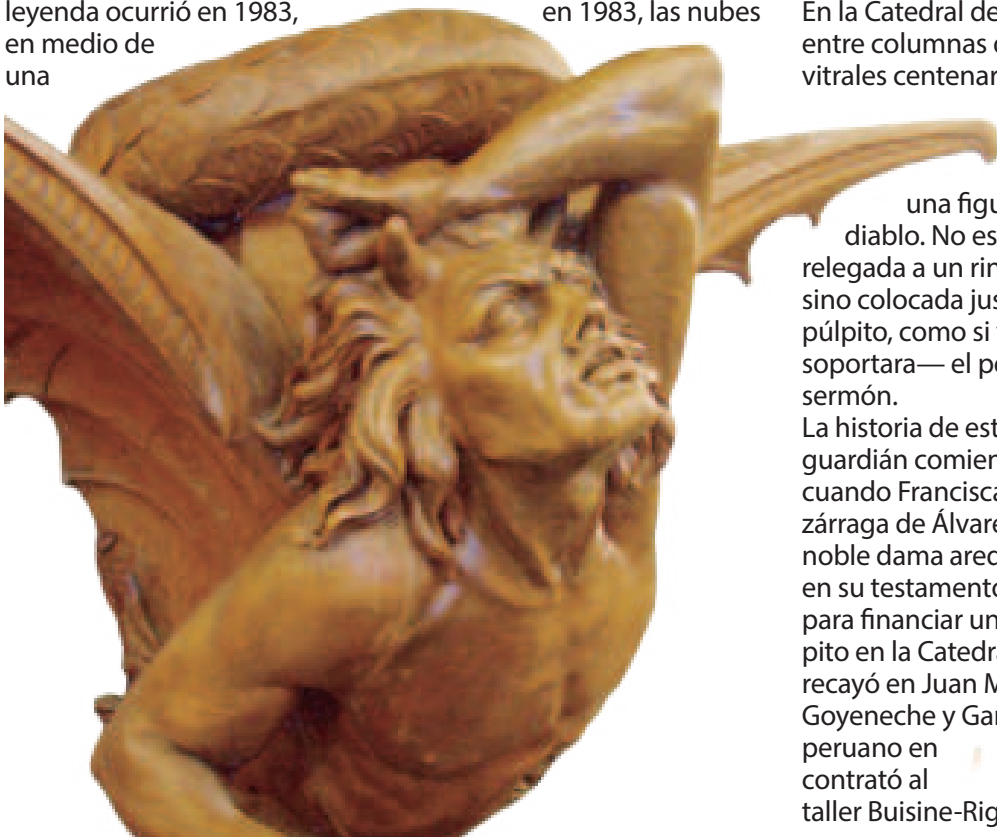 leyenda ocurrió en 1983,
en medio de
una
en 1983, las nubes
En la Catedral de
entre columnas
vitrales centenar
una figu
diablo. No es
relegada a un rin
sino colocada jus
púlpito, como si
soportara— el pe
sermón.
La historia de est
guardián comien
cuando Francisca
zárraga de Álvare
noble dama areq
en su testamento
para financiar un
pito en la Catedra
recayó en Juan M
Goyeneche y Gar
peruano en
contrató al
taller Buisine-Rig